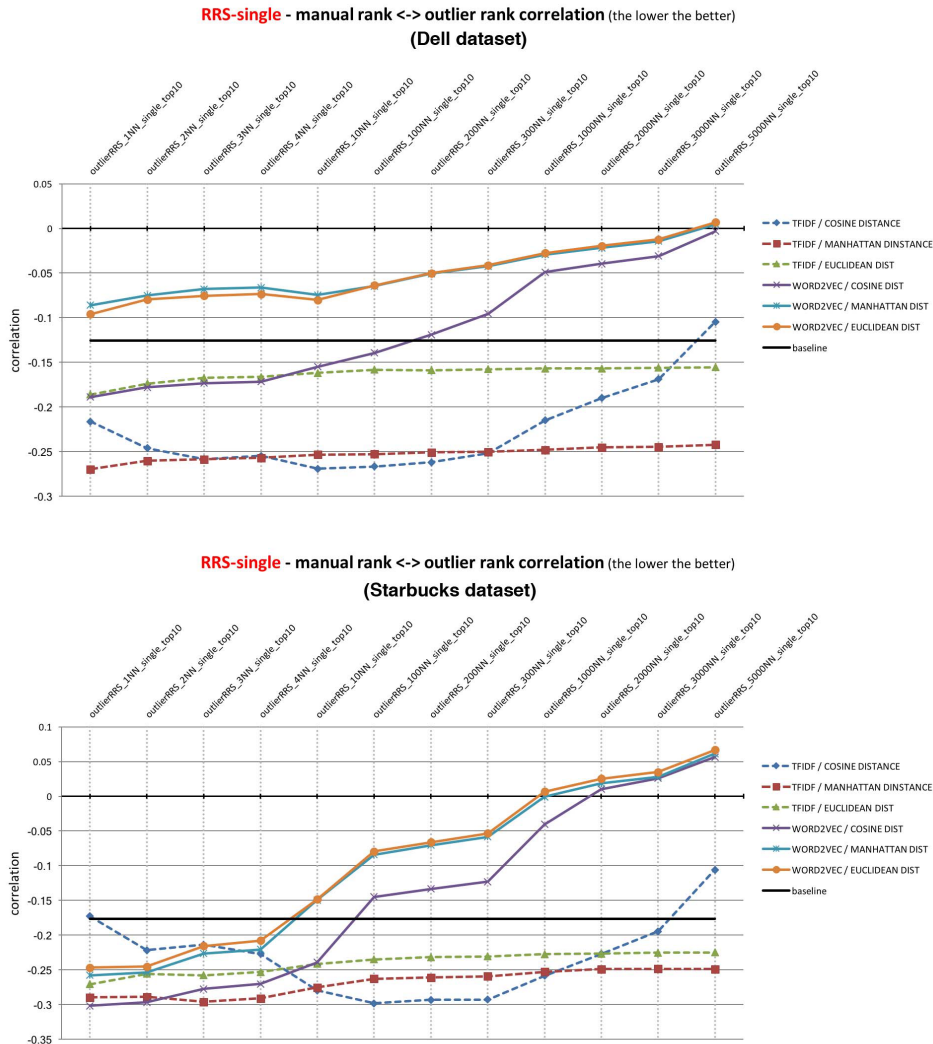 RRS-single - manual rank <-> outlier rank correlation (the lower the better)
(Dell dataset)
outlierRRS_1NN_single_top10
outlierRRS_2NN_single_top10
outlierRRS_3NN_single_top10
outlierRRS_4NN_single_top10
outlierRRS_10NN_single_top10
outlierRRS_100NN_single_top10
outlierRRS_200NN_single_top10
outlierRRS_300NN_single_top10
outlierRRS_1000NN_single_top10
outlierRRS_2000NN_single_top10
outlierRRS_3000NN_single_top10
outlierRRS_5000NN_single_top10
0.05
0
-0.05
-0.1
-0.15
-0.2
-0.25
-0.3
correlation
TFIDF / COSINE DISTANCE
TFIDF / MANHATTAN DINSTANCE
TFIDF / EUCLIDEAN DIST
WORD2VEC / COSINE DIST
WORD2VEC / MANHATTAN DIST
WORD2VEC / EUCLIDEAN DIST
baseline
RRS-single - manual rank <-> outlier rank correlation (the lower the better)
(Starbucks dataset)
outlierRRS_1NN_single_top10
outlierRRS_2NN_single_top10
outlierRRS_3NN_single_top10
outlierRRS_4NN_single_top10
outlierRRS_10NN_single_top10
outlierRRS_100NN_single_top10
outlierRRS_200NN_single_top10
outlierRRS_300NN_single_top10
outlierRRS_1000NN_single_top10
outlierRRS_2000NN_single_top10
outlierRRS_3000NN_single_top10
outlierRRS_5000NN_single_top10
0.1
0.05
0
-0.05
-0.1
-0.15
-0.2
-0.25
-0.3
-0.35
correlation
TFIDF / COSINE DISTANCE
TFIDF / MANHATTAN DINSTANCE
TFIDF / EUCLIDEAN DIST
WORD2VEC / COSINE DIST
WORD2VEC / MANHATTAN DIST
WORD2VEC / EUCLIDEAN DIST
baseline